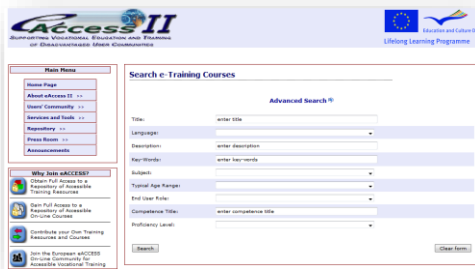 eAccess II
Supporting Vocational Education and Training
of Disadvantaged User Communities
Education and Culture D
Lifelong Learning Programme
Main Menu
Home Page
About eAccess II >>
Users' Community >>
Services and Tools >>
Repository >>
Press Room >>
Announcements
Why Join eACCESS?
Obtain Full Access to a
Repository of Accessible
Training Resources
Gain Full Access to a
Repository of Accessible
On-Line Courses
Contribute your Own Training
Resources and Courses
Join the European eACCESS
On-Line Community for
Accessible Vocational Training
Search e-Training Courses
Advanced Search
Title: enter title
Language:
Description: enter description
Key-Words: enter key-words
Subject:
Typical Age Range:
End User Role:
Competence Title: enter competence title
Proficiency Level:
Search Clear form